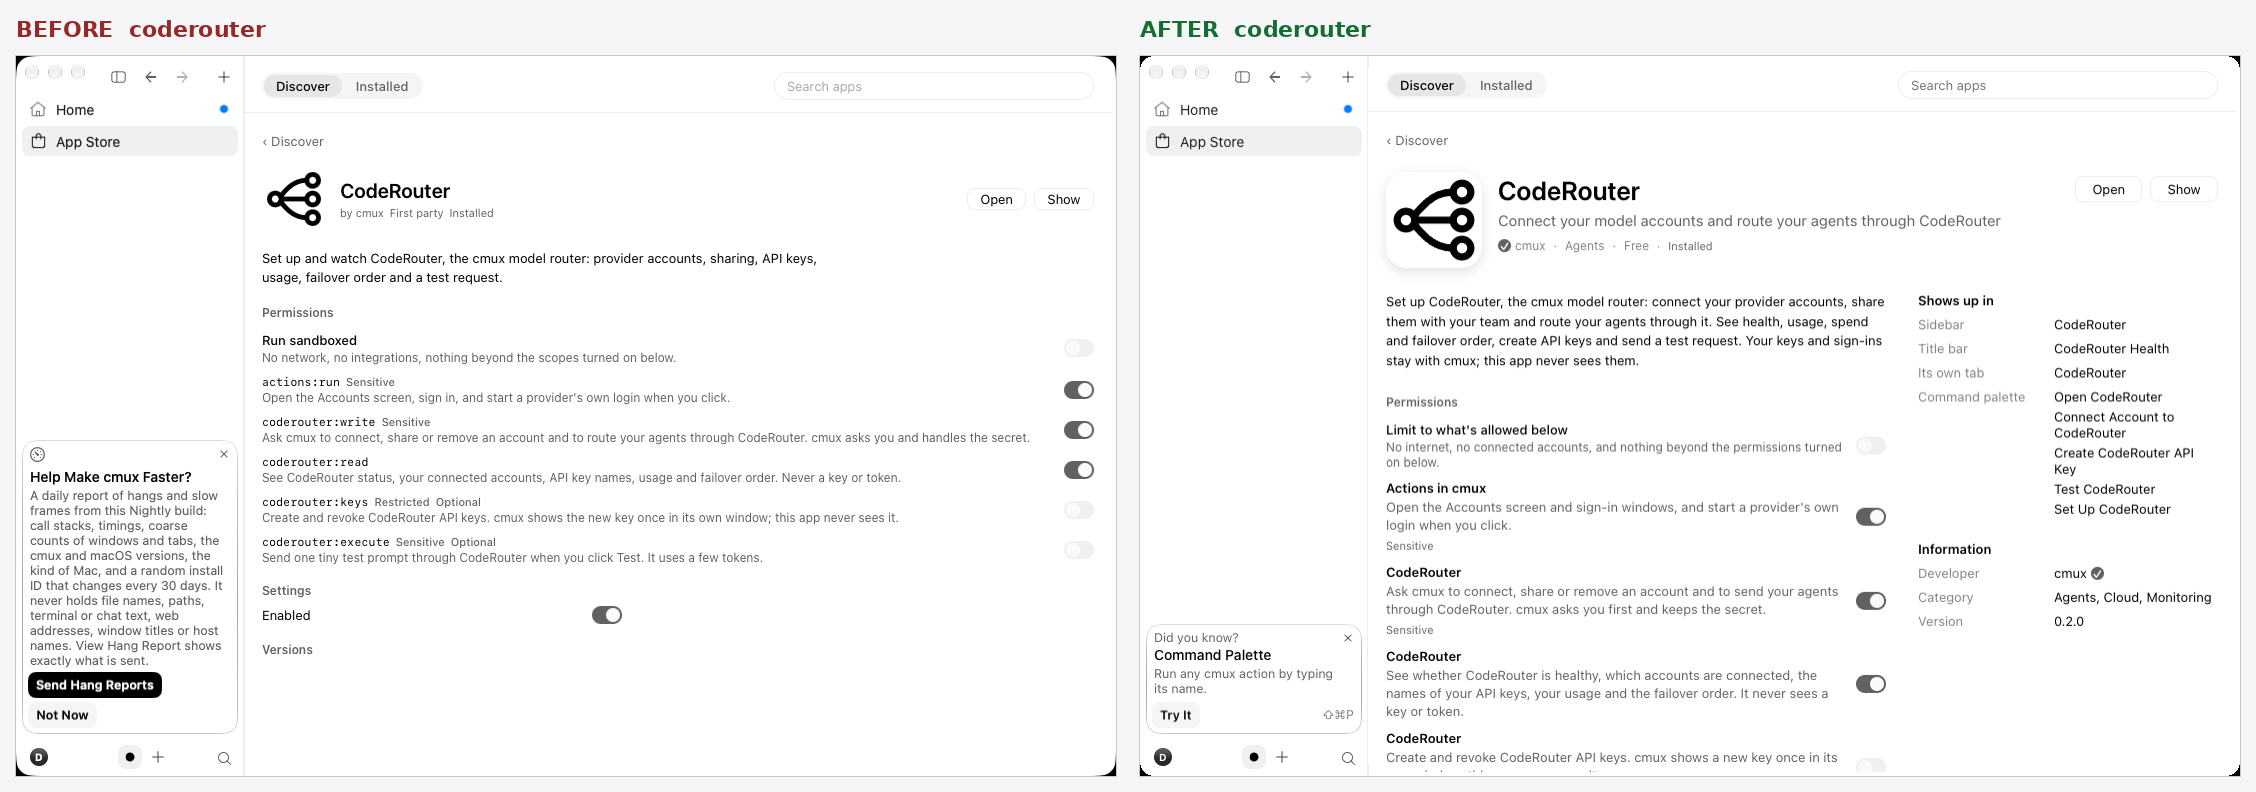 BEFORE coderouter
Home
App Store
Help Make cmux Faster?
A daily report of hangs and slow
frames from this Nightly build:
call stacks, timings, coarse
counts of windows and tabs, the
cmux and macOS versions, the
kind of Mac, and a random install
ID that changes every 30 days. It
never holds file names, paths,
terminal or chat text, web
addresses, window titles or host
names. View Hang Report shows
exactly what is sent.
Send Hang Reports
Not Now
D
Discover Installed
Search apps
‹ Discover
CodeRouter
by cmux First party Installed
Open Show
Set up and watch CodeRouter, the cmux model router: provider accounts, sharing, API keys,
usage, failover order and a test request.
Permissions
Run sandboxed
No network, no integrations, nothing beyond the scopes turned on below.
actions:run Sensitive
Open the Accounts screen, sign in, and start a provider's own login when you click.
coderouter:write Sensitive
Ask cmux to connect, share or remove an account and to route your agents through CodeRouter. cmux asks you and handles the secret.
coderouter:read
See CodeRouter status, your connected accounts, API key names, usage and failover order. Never a key or token.
coderouter:keys Restricted Optional
Create and revoke CodeRouter API keys. cmux shows the new key once in its own window; this app never sees it.
coderouter:execute Sensitive Optional
Send one tiny test prompt through CodeRouter when you click Test. It uses a few tokens.
Settings
Enabled
Versions
AFTER coderouter
Home
App Store
Did you know?
Command Palette
Run any cmux action by typing
its name.
Try It ⇧⌘P
D
Discover Installed
Search apps
‹ Discover
CodeRouter
Connect your model accounts and route your agents through CodeRouter
cmux · Agents · Free · Installed
Open Show
Set up CodeRouter, the cmux model router: connect your provider accounts, share
them with your team and route your agents through it. See health, usage, spend
and failover order, create API keys and send a test request. Your keys and sign-ins
stay with cmux; this app never sees them.
Permissions
Limit to what's allowed below
No internet, no connected accounts, and nothing beyond the permissions turned
on below.
Actions in cmux
Open the Accounts screen and sign-in windows, and start a provider's own
login when you click.
Sensitive
CodeRouter
Ask cmux to connect, share or remove an account and to send your agents
through CodeRouter. cmux asks you first and keeps the secret.
Sensitive
CodeRouter
See whether CodeRouter is healthy, which accounts are connected, the
names of your API keys, your usage and the failover order. It never sees a
key or token.
CodeRouter
Create and revoke CodeRouter API keys. cmux shows a new key once in its
Shows up in
Sidebar CodeRouter
Title bar CodeRouter Health
Its own tab CodeRouter
Command palette Open CodeRouter
Connect Account to
CodeRouter
Create CodeRouter API
Key
Test CodeRouter
Set Up CodeRouter
Information
Developer cmux
Category Agents, Cloud, Monitoring
Version 0.2.0